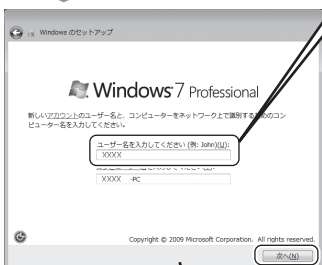 Windows のセットアップ
Windows 7 Professional
新しいアカウントのユーザー名と、コンピューターをネットワーク上で識別するためのコン
ピューター名を入力してください。
ユーザー名を入力してください (例: John)(U):
XXXX
XXXX -PC
Copyright © 2009 Microsoft Corporation. All rights reserved.
次へ(N)